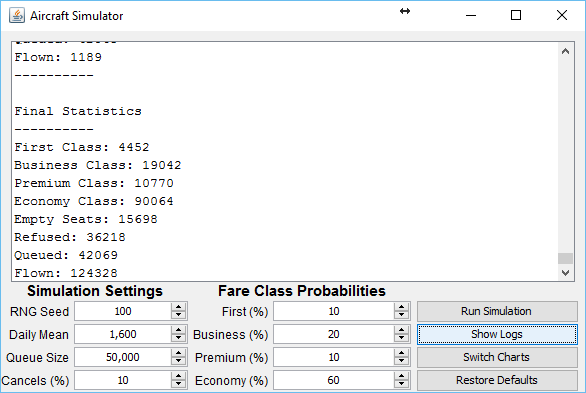 Aircraft Simulator
Flown: 1189
----------
Final Statistics
----------
First Class: 4452
Business Class: 19042
Premium Class: 10770
Economy Class: 90064
Empty Seats: 15698
Refused: 36218
Queued: 42069
Flown: 124328
Simulation Settings Fare Class Probabilities
RNG Seed 100 First (%) 10 Run Simulation
Daily Mean 1,600 Business (%) 20 Show Logs
Queue Size 50,000 Premium (%) 10 Switch Charts
Cancels (%) 10 Economy (%) 60 Restore Defaults